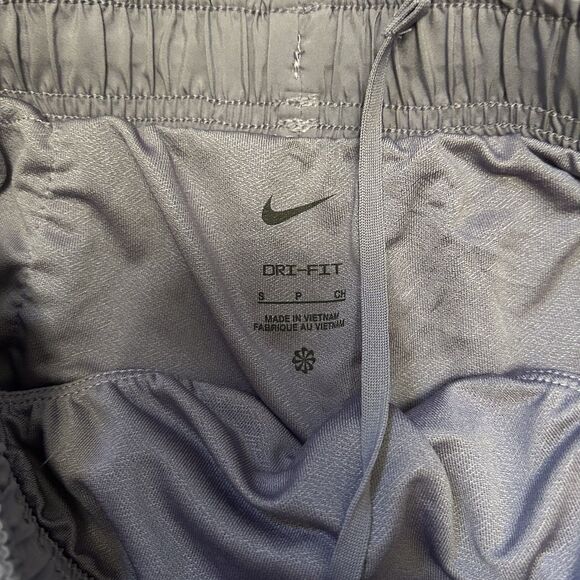 DRI-FIT
S P CH
MADE IN VIETNAM
FABRIQUE AU VIETNAM